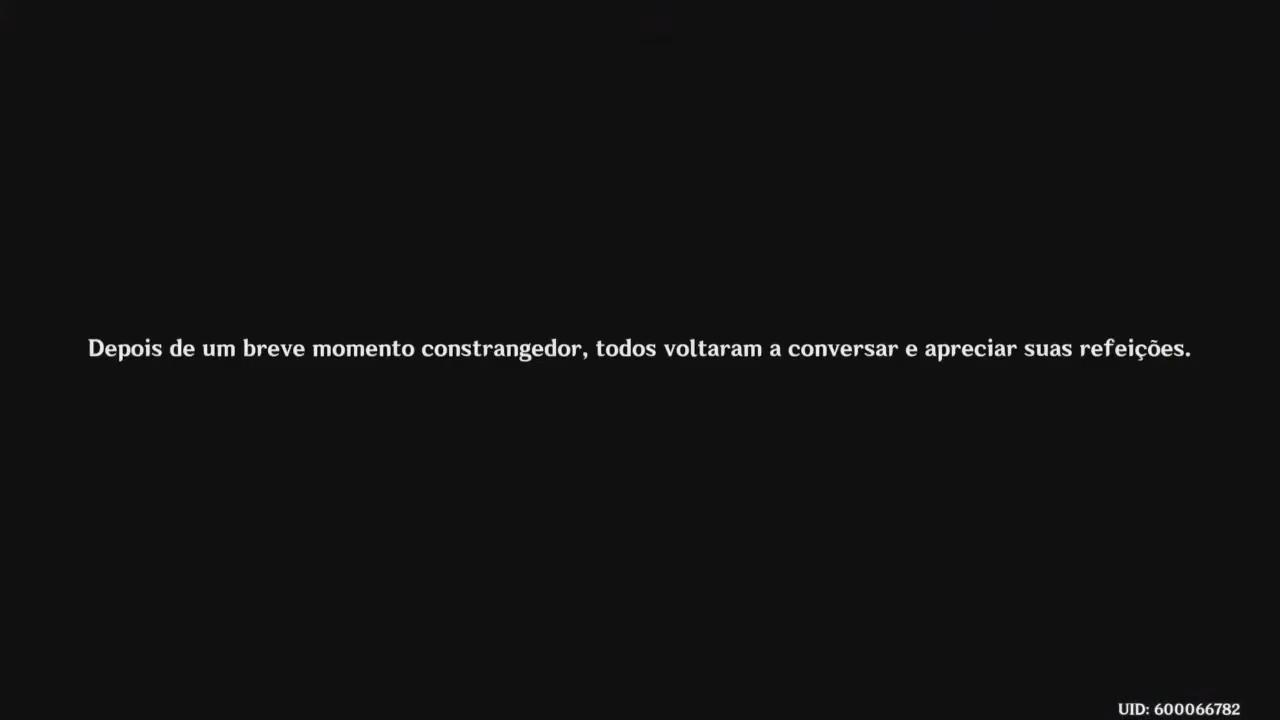 Depois de um breve momento constrangedor, todos voltaram a conversar e apreciar suas refeições.
UID: 600066782